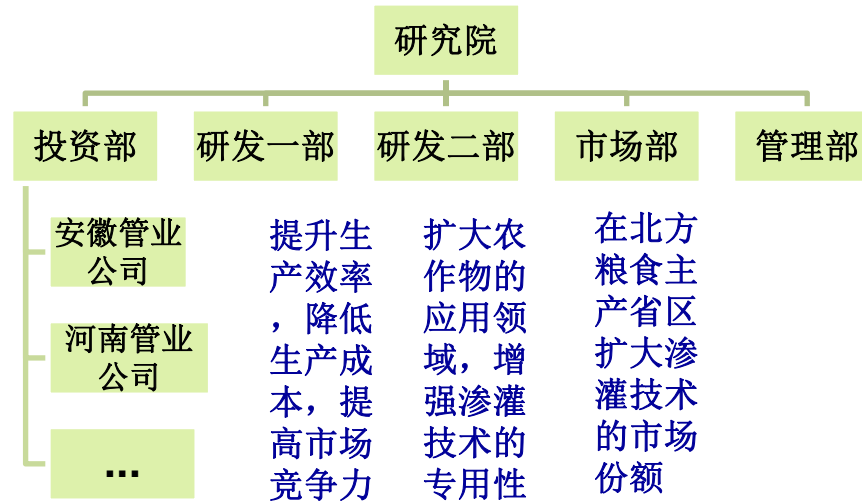 研究院
投资部
研发一部
研发二部
市场部
管理部
安徽管业
公司
河南管业
公司
...
提升生
产效率
，降低
生产成
本，提
高市场
竞争力
扩大农
作物的
应用领
域，增
强渗灌
技术的
专用性
在北方
粮食主
产省区
扩大渗
灌技术
的市场
份额